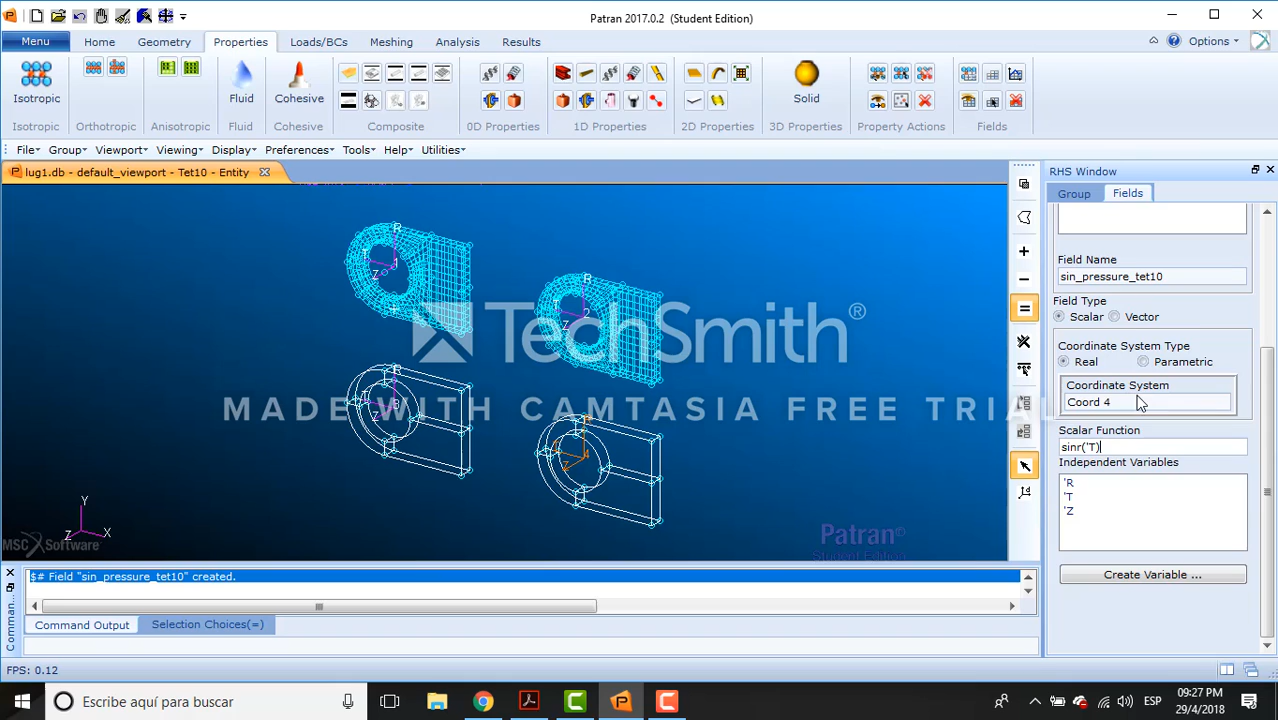 Patran 2017.0.2 (Student Edition)
Menu Home Geometry Properties Loads/BCs Meshing Analysis Results Options
Isotropic Fluid Cohesive Solid
Isotropic Orthotropic Anisotropic Fluid Cohesive Composite 0D Properties 1D Properties 2D Properties 3D Properties Property Actions Fields
File Group Viewport Viewing Display Preferences Tools Help Utilities
lug1.db - default_viewport - Tet10 - Entity
RHS Window
Group Fields
Field Name
sin_pressure_tet10
Field Type
Scalar Vector
Coordinate System Type
Real Parametric
Coordinate System
Coord 4
Scalar Function
sinr('T)
Independent Variables
'R
'T
'Z
Create Variable ...
R
T
Z 1
R
T
Z 2
R
Z 3
Z 4
Y
Z X
TechSmith®
MADE WITH CAMTASIA FREE TRIAL
MSC Software
Patran®
Student Edition
$# Field "sin_pressure_tet10" created.
Comman...
Command Output Selection Choices(=)
FPS: 0.12
Escribe aquí para buscar
ESP
09:27 PM
29/4/2018